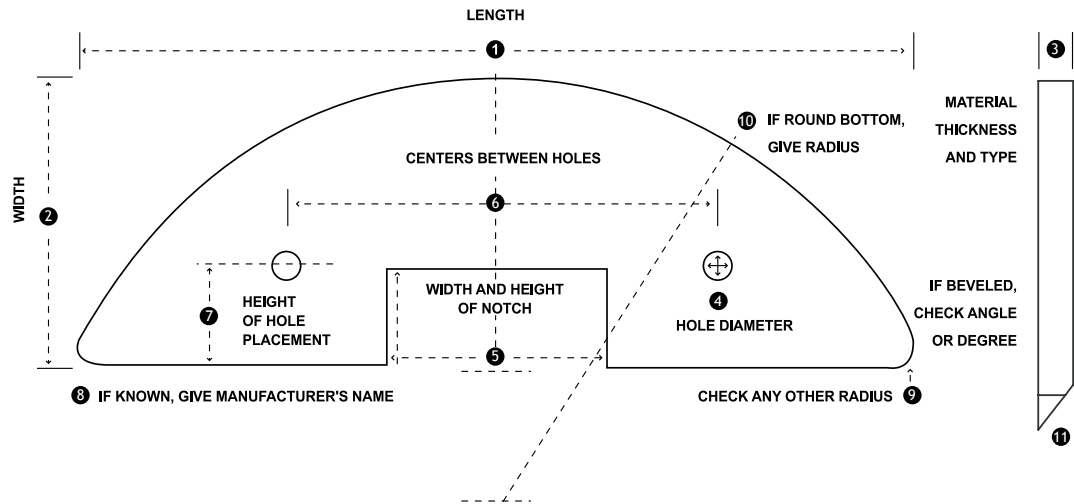 LENGTH
1
3
10 IF ROUND BOTTOM,
GIVE RADIUS
MATERIAL
THICKNESS
AND TYPE
CENTERS BETWEEN HOLES
6
WIDTH
2
7
HEIGHT
OF HOLE
PLACEMENT
WIDTH AND HEIGHT
OF NOTCH
5
4
HOLE DIAMETER
IF BEVELED,
CHECK ANGLE
OR DEGREE
8 IF KNOWN, GIVE MANUFACTURER'S NAME
CHECK ANY OTHER RADIUS 9
11